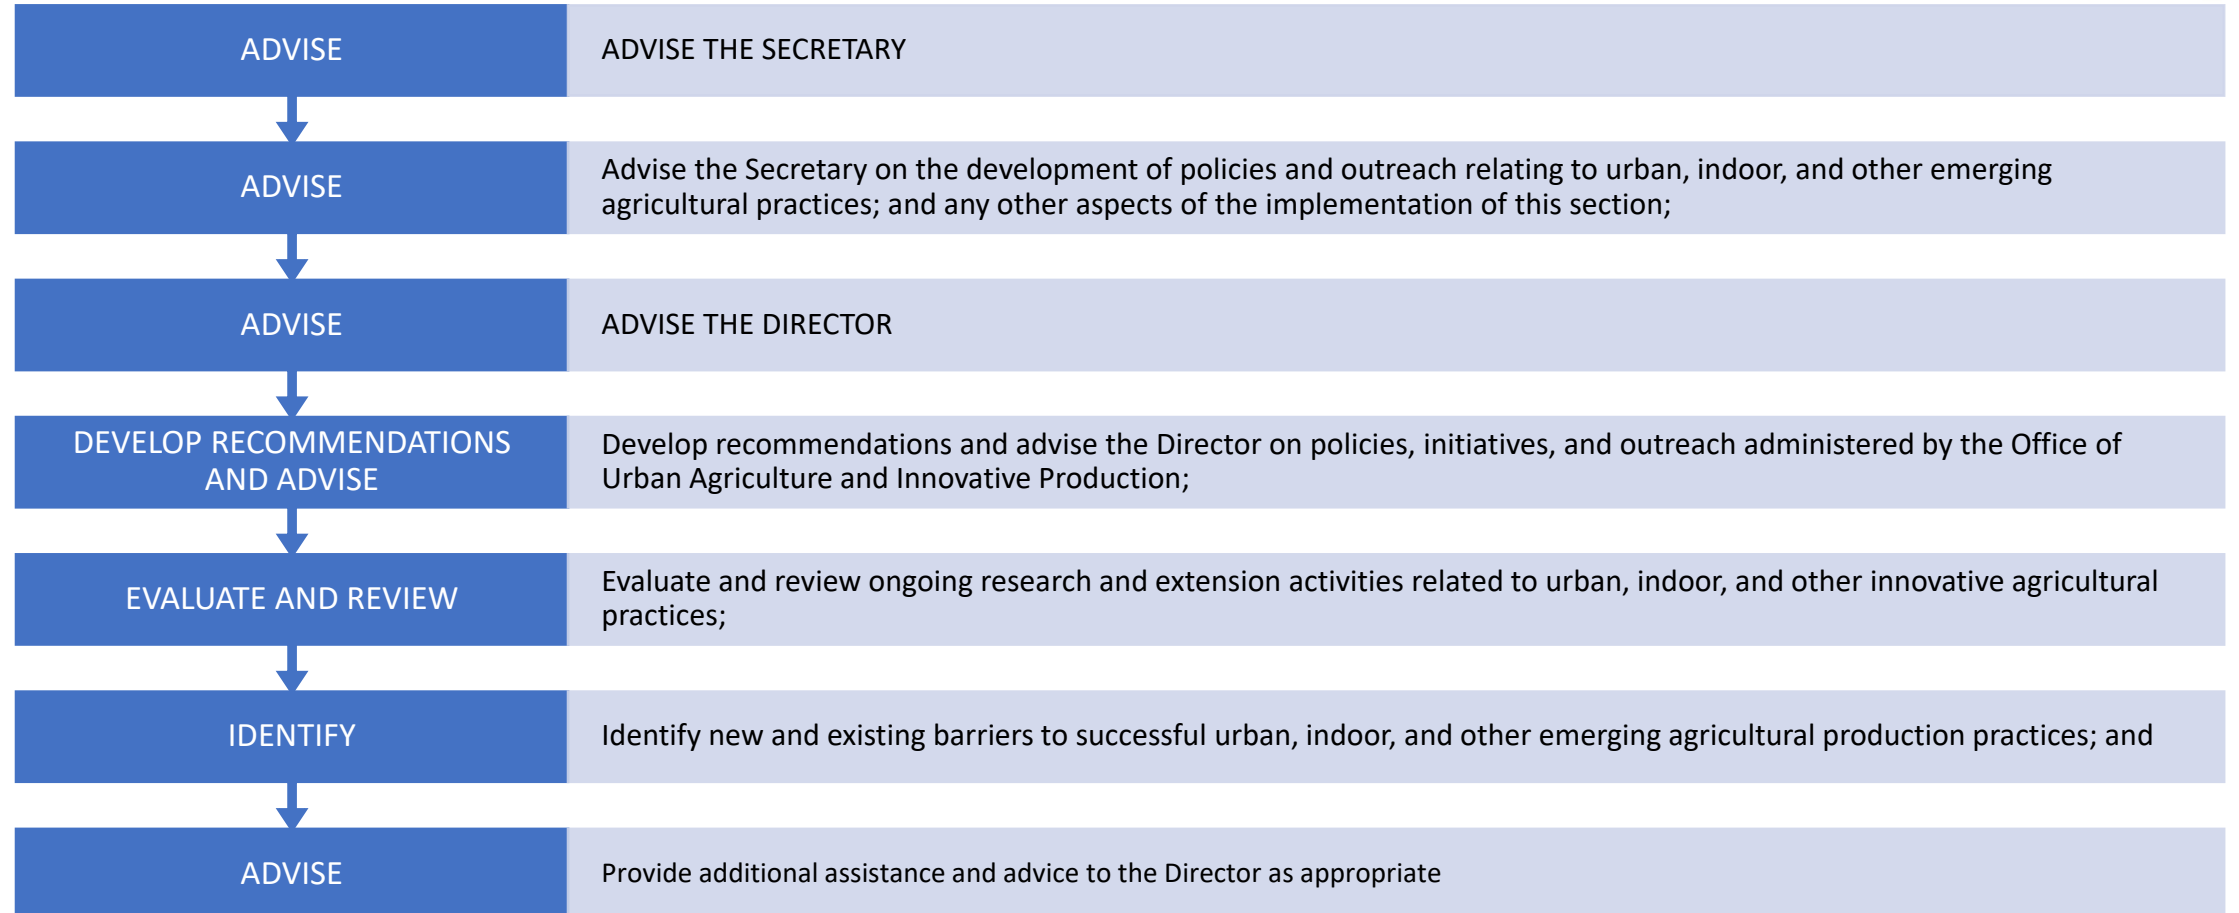 ADVISE
ADVISE THE SECRETARY
ADVISE
Advise the Secretary on the development of policies and outreach relating to urban, indoor, and other emerging
agricultural practices; and any other aspects of the implementation of this section;
ADVISE
ADVISE THE DIRECTOR
DEVELOP RECOMMENDATIONS
AND ADVISE
Develop recommendations and advise the Director on policies, initiatives, and outreach administered by the Office of
Urban Agriculture and Innovative Production;
EVALUATE AND REVIEW
Evaluate and review ongoing research and extension activities related to urban, indoor, and other innovative agricultural
practices;
IDENTIFY
Identify new and existing barriers to successful urban, indoor, and other emerging agricultural production practices; and
ADVISE
Provide additional assistance and advice to the Director as appropriate